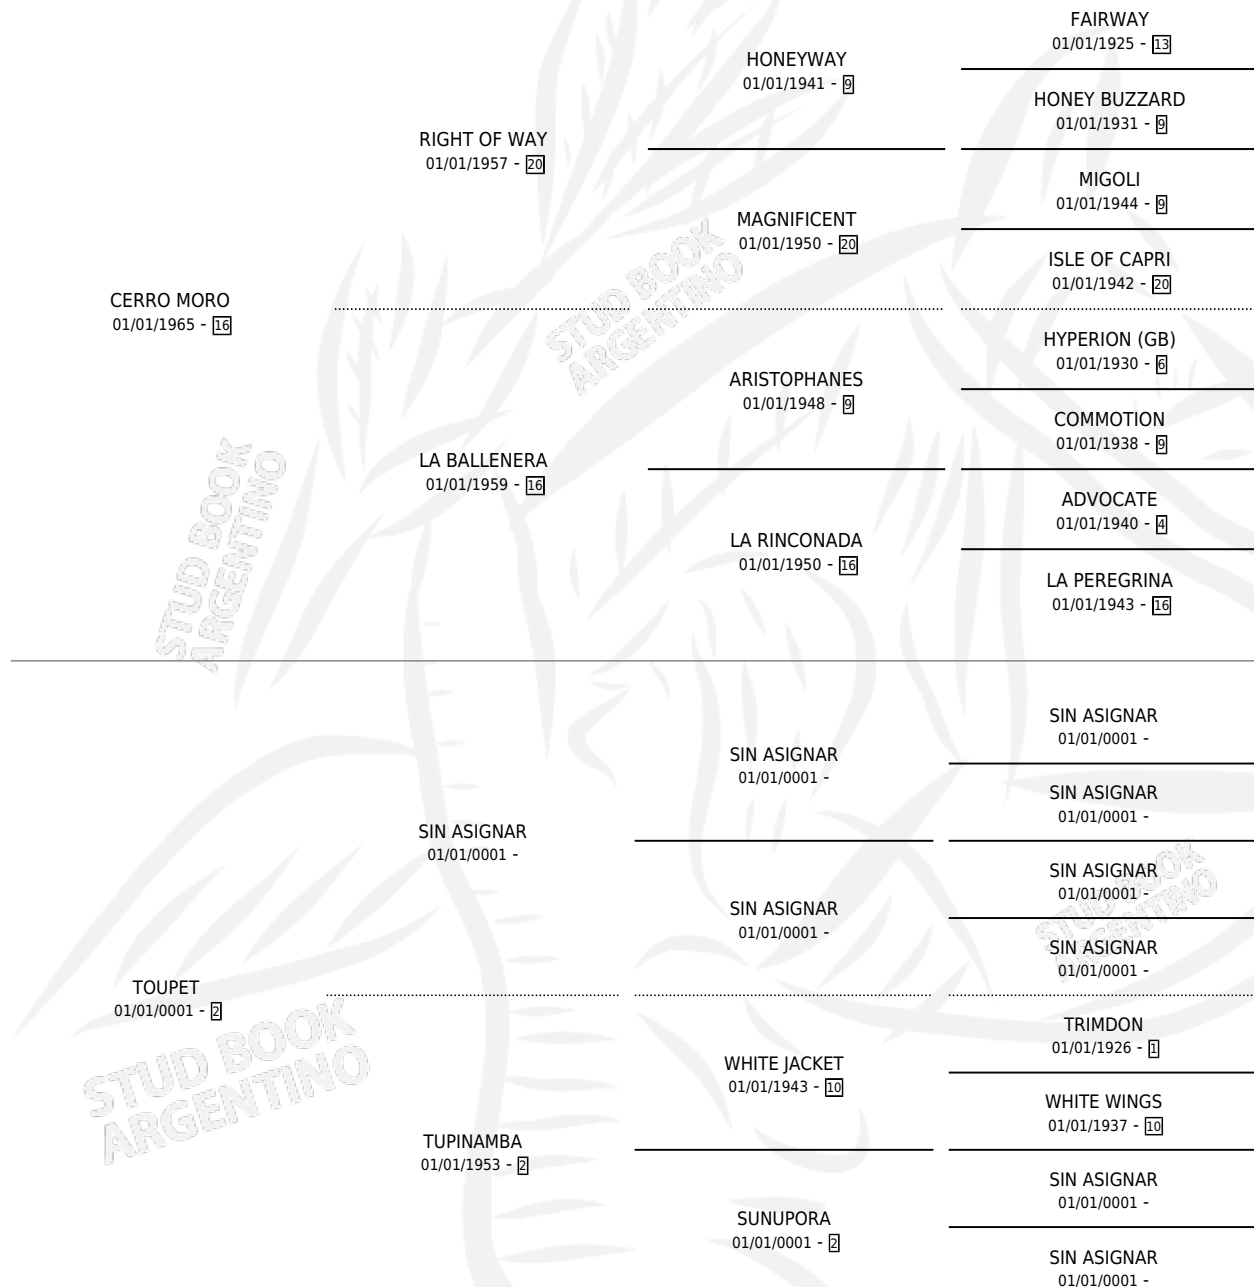 FAIRWAY
01/01/1925 - 13
HONEYWAY
01/01/1941 - 9
HONEY BUZZARD
01/01/1931 - 9
RIGHT OF WAY
01/01/1957 - 20
MIGOLI
01/01/1944 - 9
MAGNIFICENT
01/01/1950 - 20
ISLE OF CAPRI
01/01/1942 - 20
CERRO MORO
01/01/1965 - 16
STUD BOOK
ARGENTINO
HYPERION (GB)
01/01/1930 - 6
ARISTOPHANES
01/01/1948 - 9
COMMOTION
01/01/1938 - 9
LA BALLENERA
01/01/1959 - 16
ADVOCATE
01/01/1940 - 4
LA RINCONADA
01/01/1950 - 16
LA PEREGRINA
01/01/1943 - 16
STUD BOOK
ARGENTINO
SIN ASIGNAR
01/01/0001 -
SIN ASIGNAR
01/01/0001 -
SIN ASIGNAR
01/01/0001 -
SIN ASIGNAR
01/01/0001 -
SIN ASIGNAR
01/01/0001 -
SIN ASIGNAR
01/01/0001 -
SIN ASIGNAR
01/01/0001 -
STUD BOOK
ARGENTINO
TOUPET
01/01/0001 - 2
STUD BOOK
ARGENTINO
TRIMDON
01/01/1926 - 1
WHITE JACKET
01/01/1943 - 10
WHITE WINGS
01/01/1937 - 10
TUPINAMBA
01/01/1953 - 2
SIN ASIGNAR
01/01/0001 -
SUNUPORA
01/01/0001 - 2
SIN ASIGNAR
01/01/0001 -